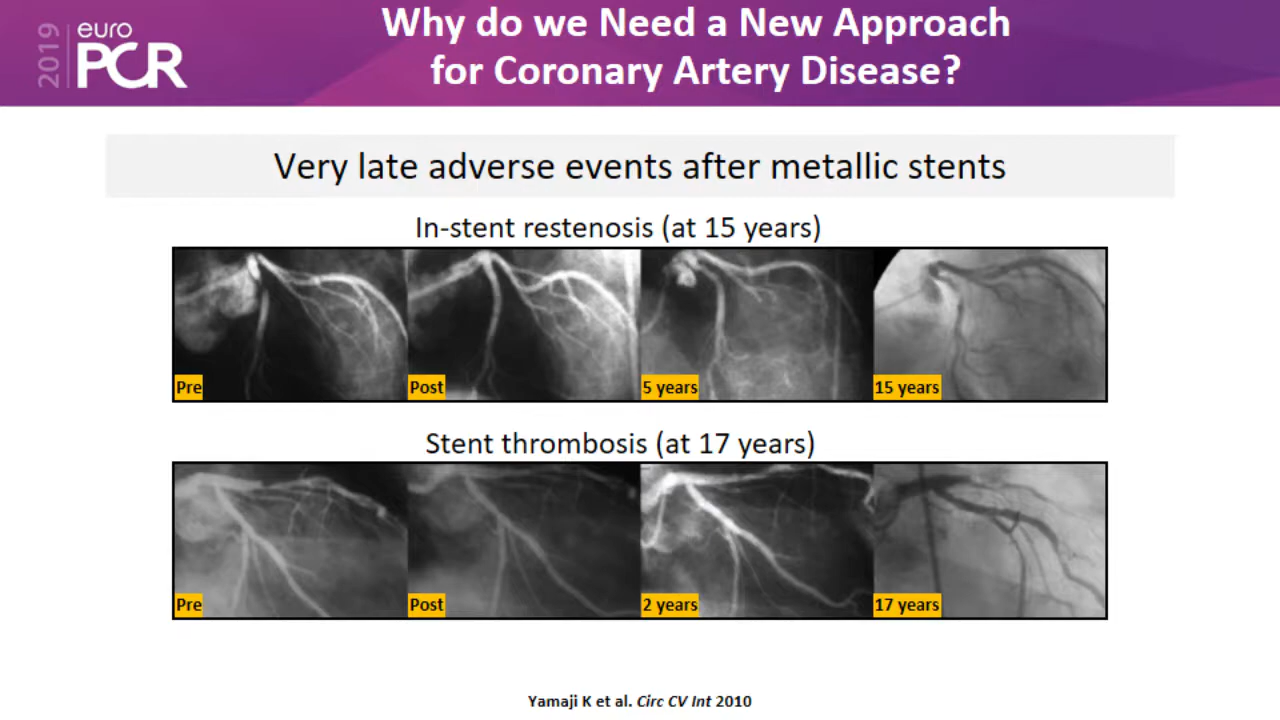 2019
euro
PCR
Why do we Need a New Approach
for Coronary Artery Disease?
Very late adverse events after metallic stents
In-stent restenosis (at 15 years)
Pre
Post
5 years
15 years
Stent thrombosis (at 17 years)
Pre
Post
2 years
17 years
Yamaji K et al. Circ CV Int 2010